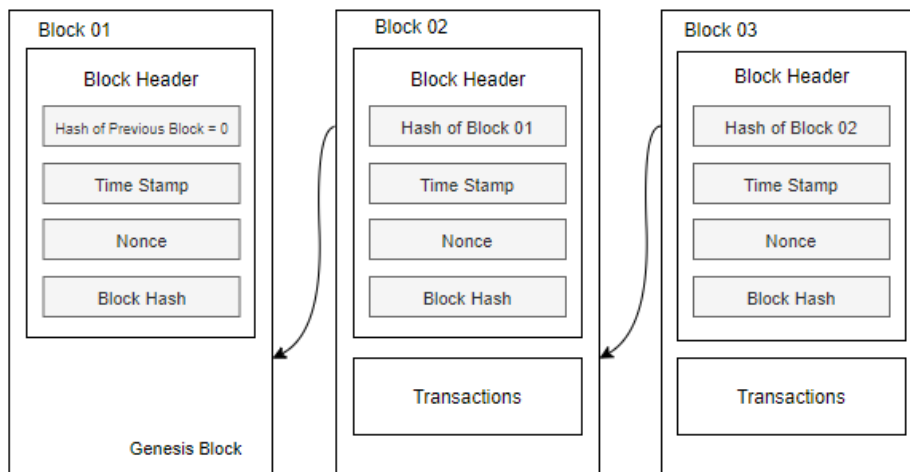 Block 01
Block Header
Hash of Previous Block = 0
Time Stamp
Nonce
Block Hash
Genesis Block
Block 02
Block Header
Hash of Block 01
Time Stamp
Nonce
Block Hash
Transactions
Block 03
Block Header
Hash of Block 02
Time Stamp
Nonce
Block Hash
Transactions